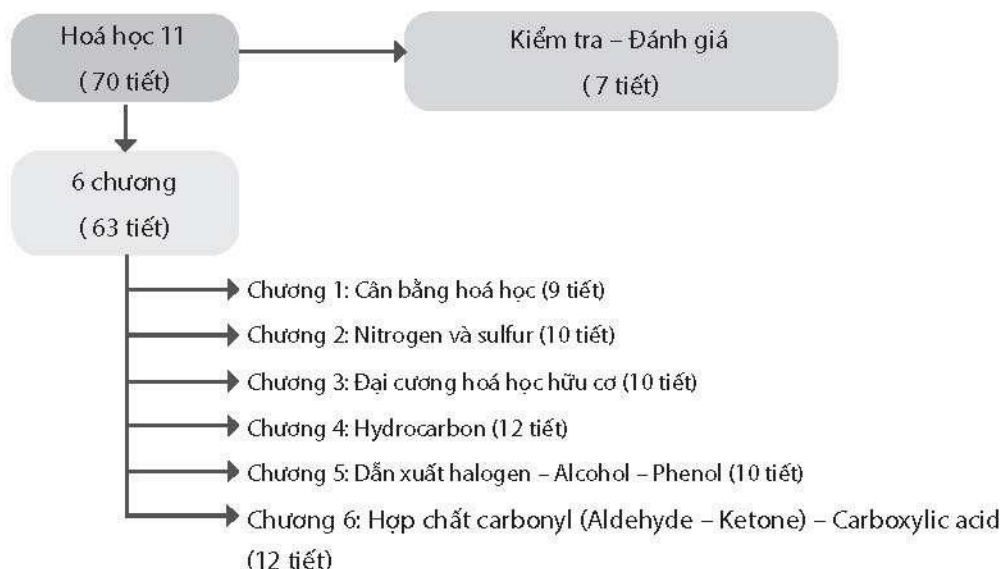 Hoá học 11
(70 tiết)
Kiểm tra – Đánh giá
(7 tiết)
6 chương
(63 tiết)
Chương 1: Cân bằng hoá học (9 tiết)
Chương 2: Nitrogen và sulfur (10 tiết)
Chương 3: Đại cương hoá học hữu cơ (10 tiết)
Chương 4: Hydrocarbon (12 tiết)
Chương 5: Dẫn xuất halogen – Alcohol – Phenol (10 tiết)
Chương 6: Hợp chất carbonyl (Aldehyde – Ketone) – Carboxylic acid
(12 tiết)